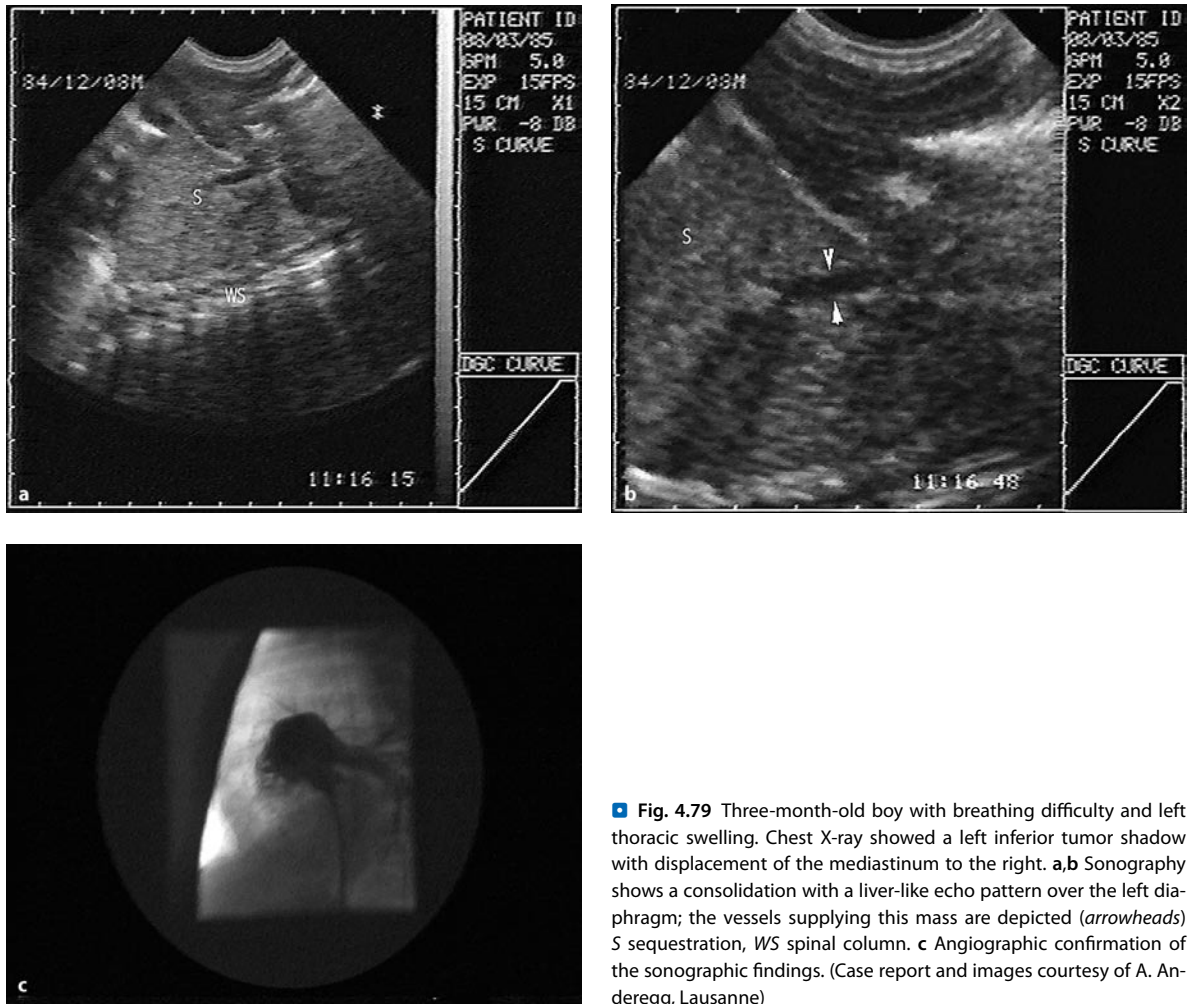 PATIENT ID
08/03/85
GPM 5.0
EXP 15FPS
15 CM X1
PWR -8 DB
S CURVE
84/12/08M
S
WS
DGC CURVE
11:16 15
a
PATIENT ID
08/03/85
GPM 5.0
EXP 15FPS
15 CM X2
PWR -8 DB
S CURVE
84/12/08M
S
DGC CURVE
11:16 48
b
c
Fig. 4.79 Three-month-old boy with breathing difficulty and left
thoracic swelling. Chest X-ray showed a left inferior tumor shadow
with displacement of the mediastinum to the right. a,b Sonography
shows a consolidation with a liver-like echo pattern over the left dia-
phragm; the vessels supplying this mass are depicted (arrowheads)
S sequestration, WS spinal column. c Angiographic confirmation of
the sonographic findings. (Case report and images courtesy of A. An-
deregg, Lausanne)